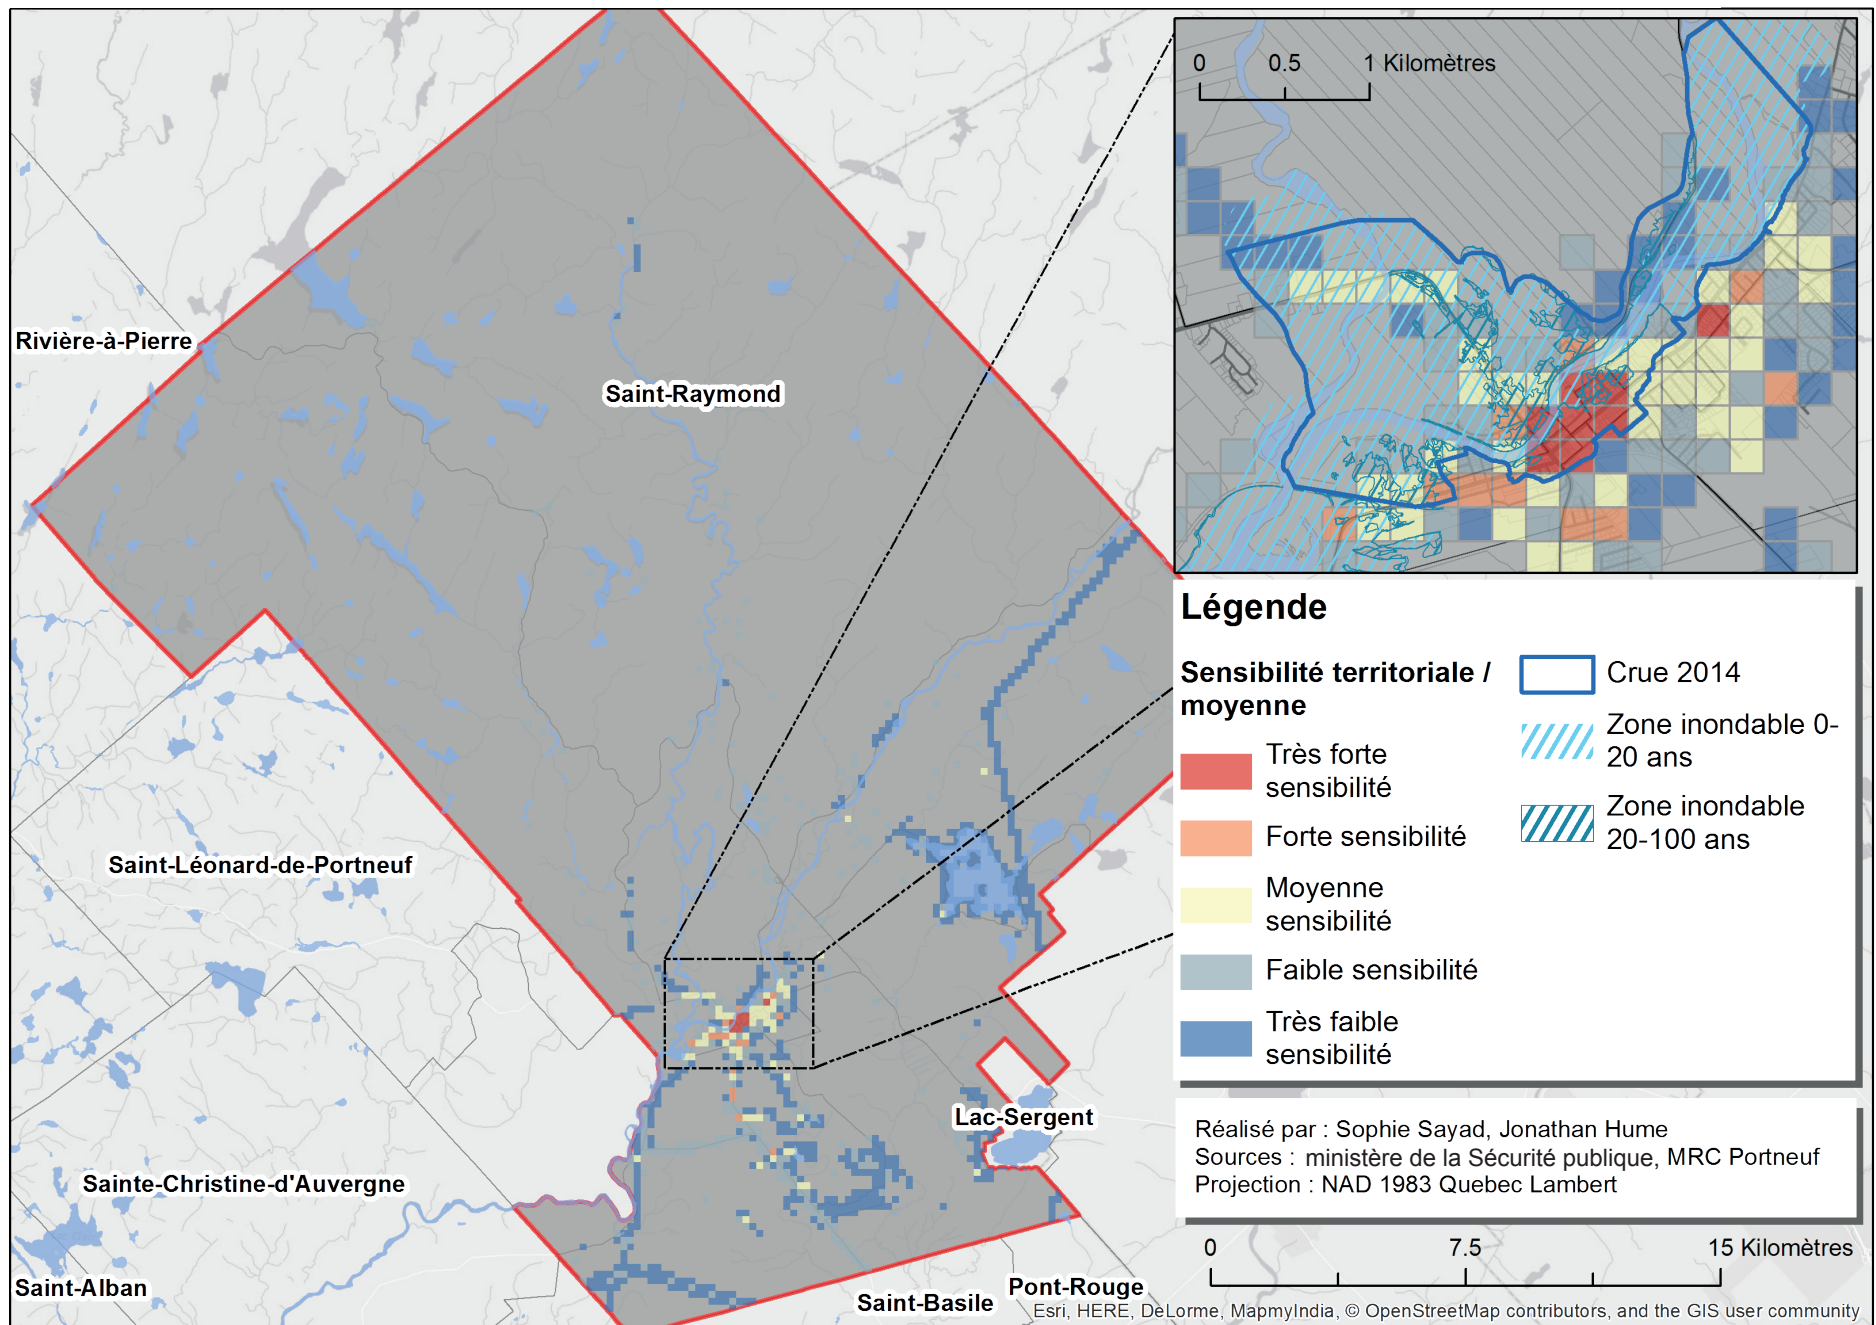 0 0.5 1 Kilomètres
Rivière-à-Pierre
Saint-Raymond
Saint-Léonard-de-Portneuf
Lac-Sergent
Sainte-Christine-d'Auvergne
Saint-Alban
Saint-Basile
Pont-Rouge
Légende
Sensibilité territoriale /
moyenne
Très forte
sensibilité
Forte sensibilité
Moyenne
sensibilité
Faible sensibilité
Très faible
sensibilité
Crue 2014
Zone inondable 0-
20 ans
Zone inondable
20-100 ans
Réalisé par : Sophie Sayad, Jonathan Hume
Sources : ministère de la Sécurité publique, MRC Portneuf
Projection : NAD 1983 Quebec Lambert
0 7.5 15 Kilomètres
Esri, HERE, DeLorme, MapmyIndia, © OpenStreetMap contributors, and the GIS user community